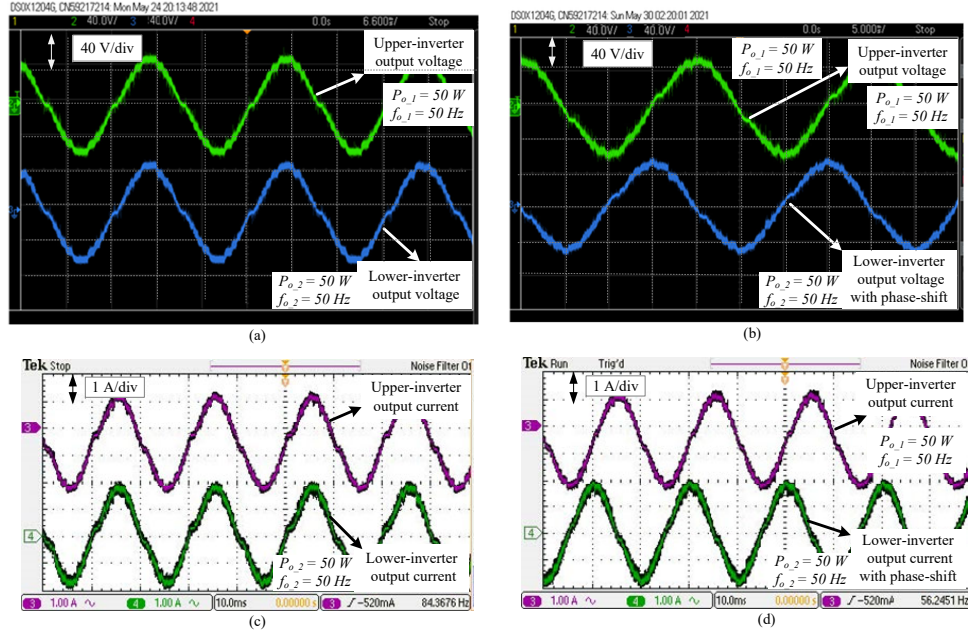 DSOX1204G, CN59217214: Mon May 24 20:13:48 2021
1 2 40.0V/ 3 40.0V/ 4 0.0s 6.600ms/ Stop
40 V/div
Upper-inverter
output voltage
Po_1 = 50 W
fo_1 = 50 Hz
Po_2 = 50 W
fo_2 = 50 Hz
Lower-inverter
output voltage
(a)
DSOX1204G, CN59217214: Sun May 30 02:20:01 2021
1 2 40.0V/ 3 40.0V/ 4 0.0s 5.000ms/ Stop
40 V/div
Po_1 = 50 W
fo_1 = 50 Hz
Upper-inverter
output voltage
Po_1 = 50 W
fo_1 = 50 Hz
Po_2 = 50 W
fo_2 = 50 Hz
Lower-inverter
output voltage
with phase-shift
(b)
Tek Stop Noise Filter Of
1 A/div
Upper-inverter
output current
3
4
Po_2 = 50 W
fo_2 = 50 Hz
Lower-inverter
output current
3 1.00 A 4 1.00 A 10.0ms 0.00000 s 3 -520mA 84.3676 Hz
(c)
Tek Run Trig'd Noise Filter O
1 A/div
Upper-inverter
output current
Po_1 = 50 W
fo_1 = 50 Hz
3
4
Po_2 = 50 W
fo_2 = 50 Hz
Lower-inverter
output current
with phase-shift
3 1.00 A 4 1.00 A 10.0ms 0.00000 s 3 -520mA 56.2451 Hz
(d)